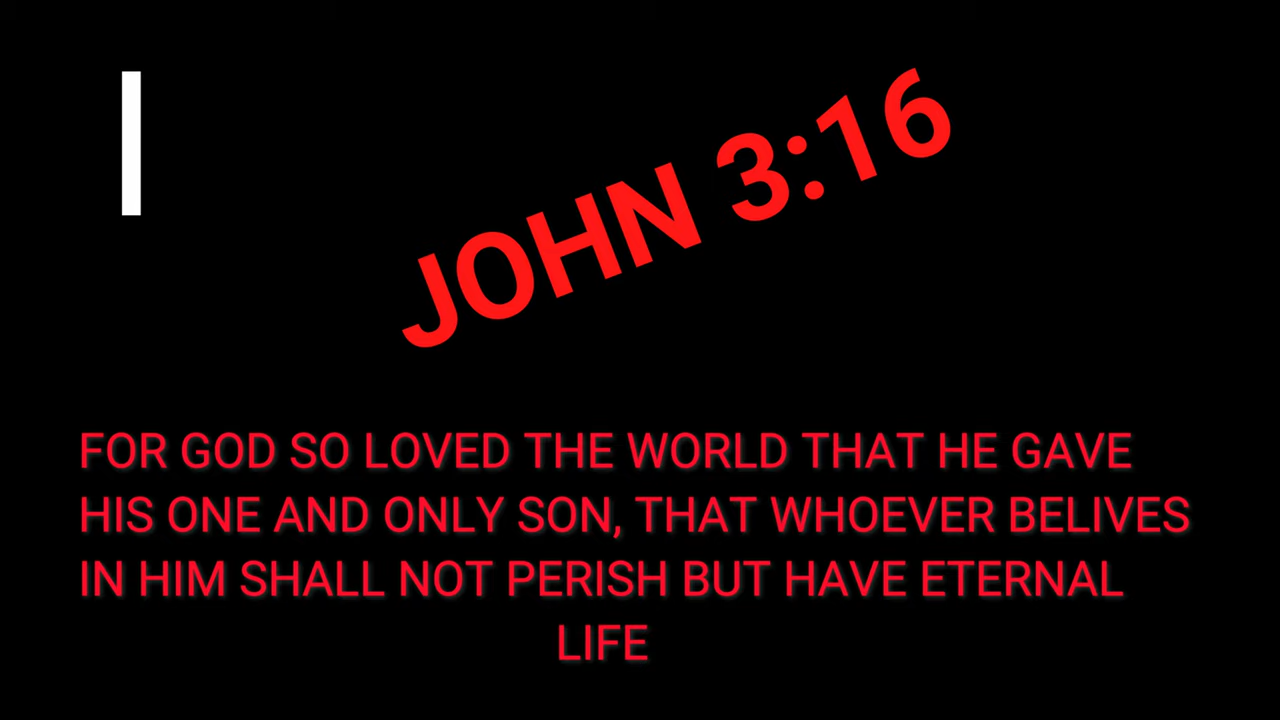 I
JOHN 3:16
FOR GOD SO LOVED THE WORLD THAT HE GAVE
HIS ONE AND ONLY SON, THAT WHOEVER BELIVES
IN HIM SHALL NOT PERISH BUT HAVE ETERNAL
LIFE